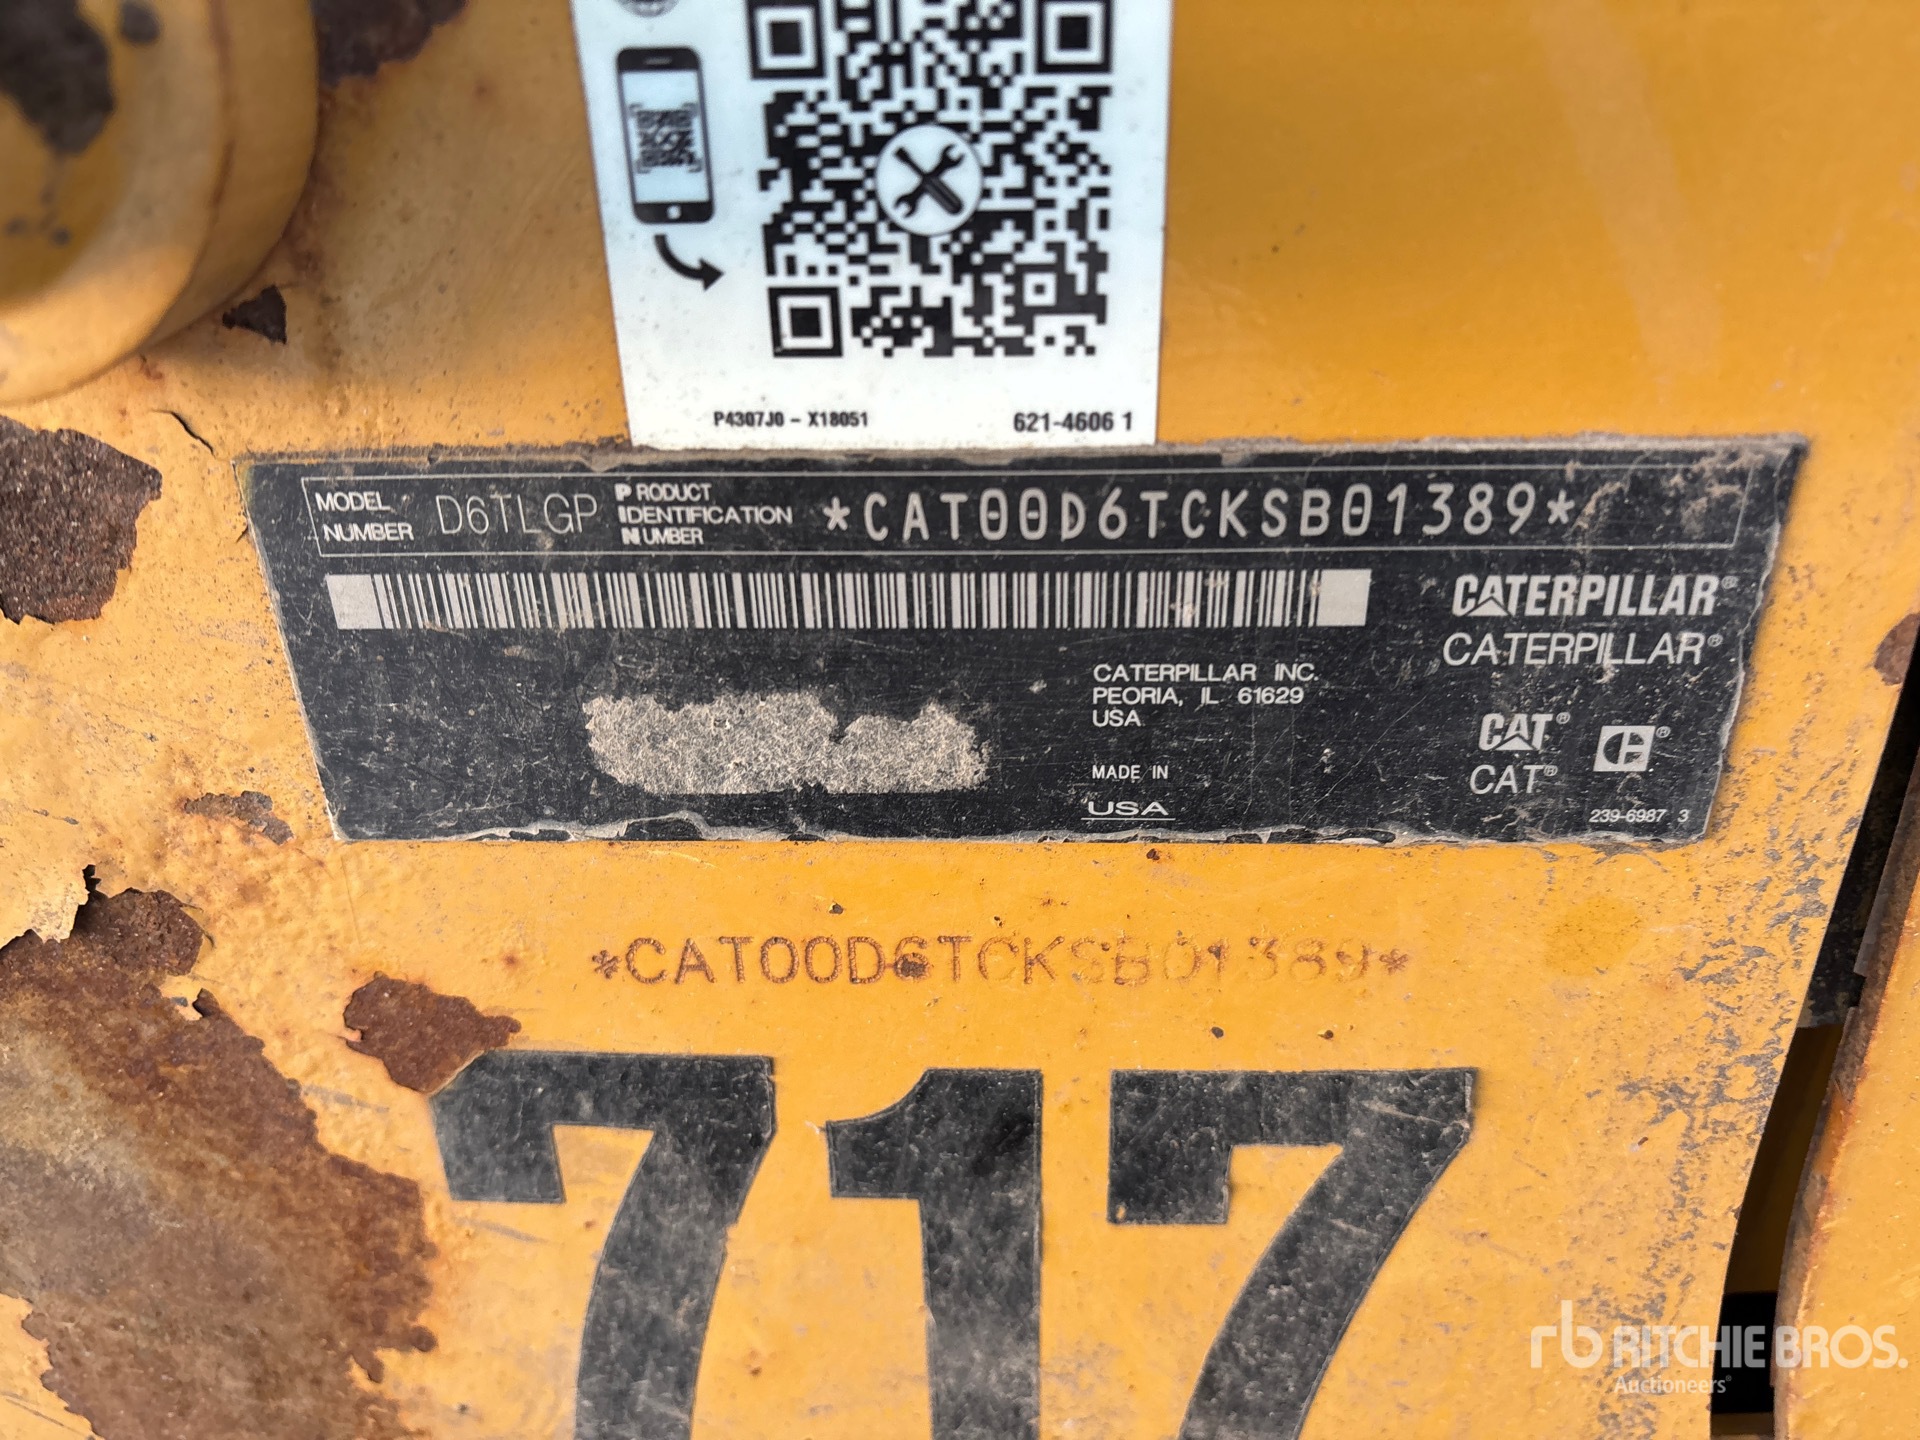 P4307J0 - X18051
621-4606 1
MODEL NUMBER D6TLGP PRODUCT IDENTIFICATION NUMBER *CAT00D6TCKSB01389*
CATERPILLAR®
CATERPILLAR®
CATERPILLAR INC.
PEORIA, IL 61629
USA
CAT®
CAT®
MADE IN
USA
239-6987 3
*CAT00D6TCKSB01389*
717
rb RITCHIE BROS.
Auctioneers®